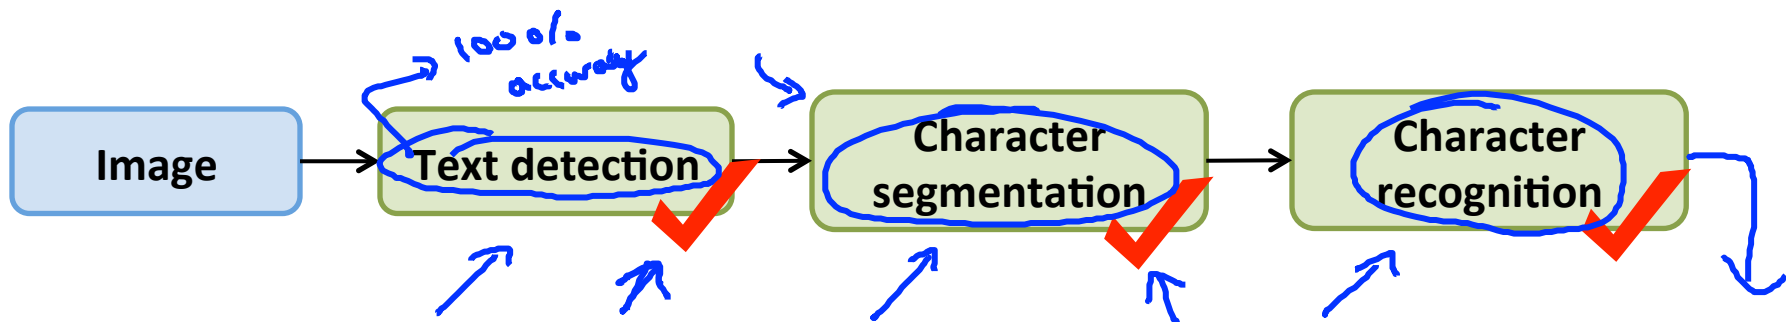 100%
accuracy
Image
Text detection
Character
segmentation
Character
recognition